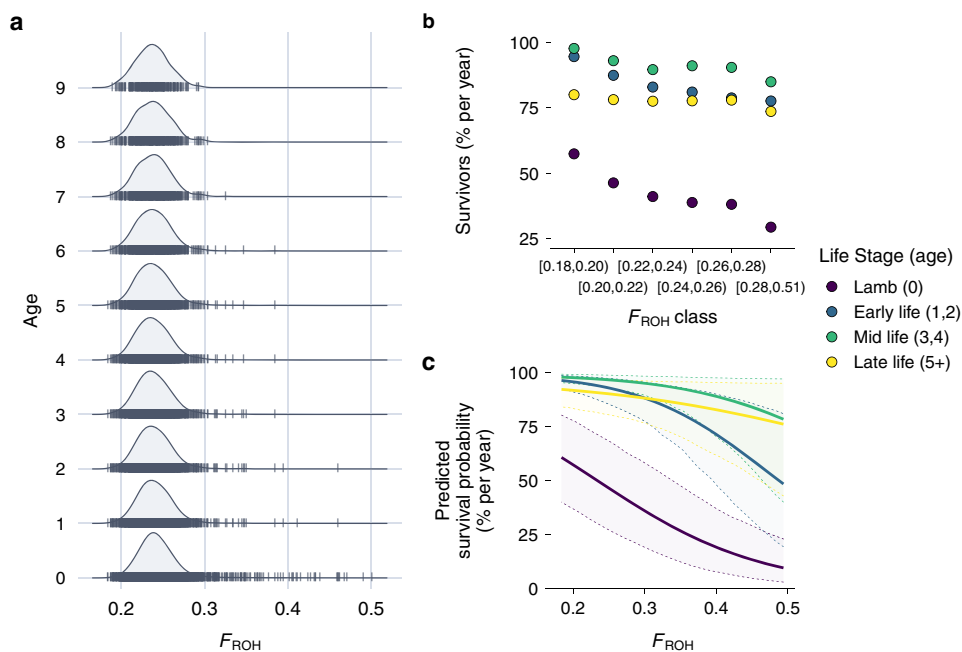 a
Age
9
8
7
6
5
4
3
2
1
0
0.2 0.3 0.4 0.5
FROH
b
Survivors (% per year)
100
75
50
25
[0.18,0.20) [0.22,0.24) [0.26,0.28)
[0.20,0.22) [0.24,0.26) [0.28,0.51)
FROH class
Life Stage (age)
Lamb (0)
Early life (1,2)
Mid life (3,4)
Late life (5+)
c
Predicted
survival probability
(% per year)
100
75
50
25
0
0.2 0.3 0.4 0.5
FROH